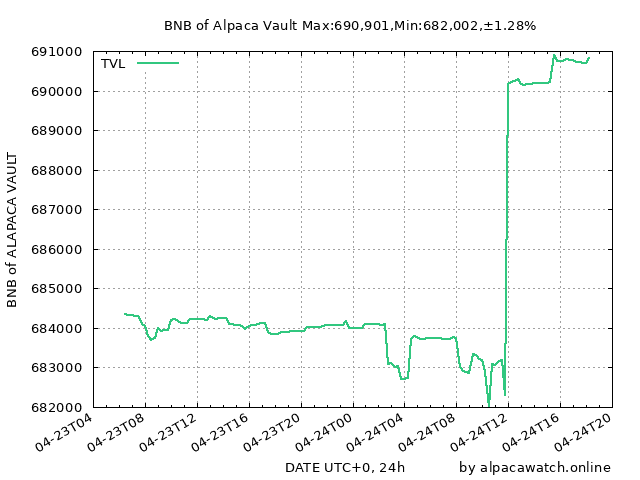 BNB of Alpaca Vault Max:690,901,Min:682,002,±1.28%
TVL
BNB of ALAPACA VAULT
691000
690000
689000
688000
687000
686000
685000
684000
683000
682000
04-23T04
04-23T08
04-23T12
04-23T16
04-23T20
04-24T00
04-24T04
04-24T08
04-24T12
04-24T16
04-24T20
DATE UTC+0, 24h
by alpacawatch.online